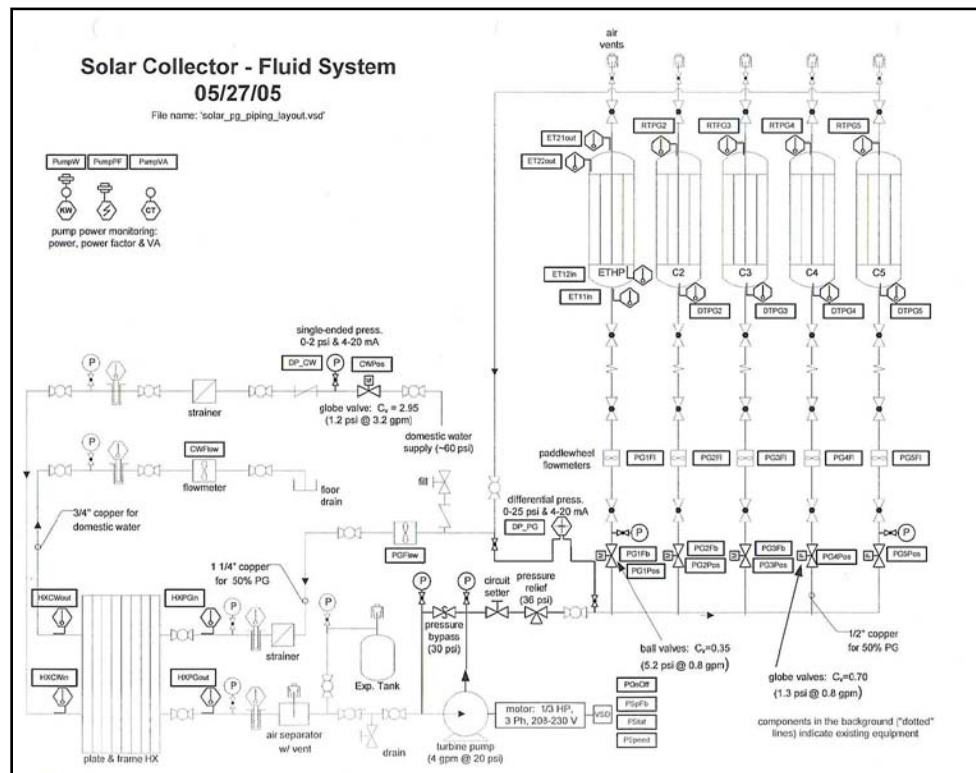 Solar Collector - Fluid System
05/27/05
File name: 'solar_pg_piping_layout.vsd'
PumpW
PumpPF
PumpVA
KW
CT
pump power monitoring:
power, power factor & VA
air
vents
RTPG2
RTPG3
RTPG4
RTPG5
ET21out
ET22out
ET12in
ETHP
C2
C3
C4
C5
ET11in
DTPG2
DTPG3
DTPG4
DTPG5
single-ended press.
0-2 psi & 4-20 mA
DP_CW
P
CWPos
P
M
strainer
globe valve: Cv = 2.95
(1.2 psi @ 3.2 gpm)
domestic water
supply (~60 psi)
P
CWFlow
flowmeter
floor
drain
fill
paddlewheel
flowmeters
PG1Fl
PG2Fl
PG3Fl
PG4Fl
PG5Fl
3/4" copper for
domestic water
differential press.
0-25 psi & 4-20 mA
DP_PG
PGFlow
P
P
PG1Fb
PG1Pos
PG2Fb
PG2Pos
PG3Fb
PG3Pos
PG4Pos
PG5Pos
1 1/4" copper
for 50% PG
HXCWout
HXPGin
P
P
P
P
circuit
setter
pressure
relief
(36 psi)
pressure
bypass
(30 psi)
strainer
Exp. Tank
ball valves: Cv=0.35
(5.2 psi @ 0.8 gpm)
1/2" copper
for 50% PG
globe valves: Cv=0.70
(1.3 psi @ 0.8 gpm)
HXCWin
HXPGout
P
air separator
w/ vent
drain
motor: 1/3 HP,
3 Ph, 208-230 V
VSD
POnOff
PSpFb
PStat
PSpeed
turbine pump
(4 gpm @ 20 psi)
plate & frame HX
components in the background ("dotted"
lines) indicate existing equipment